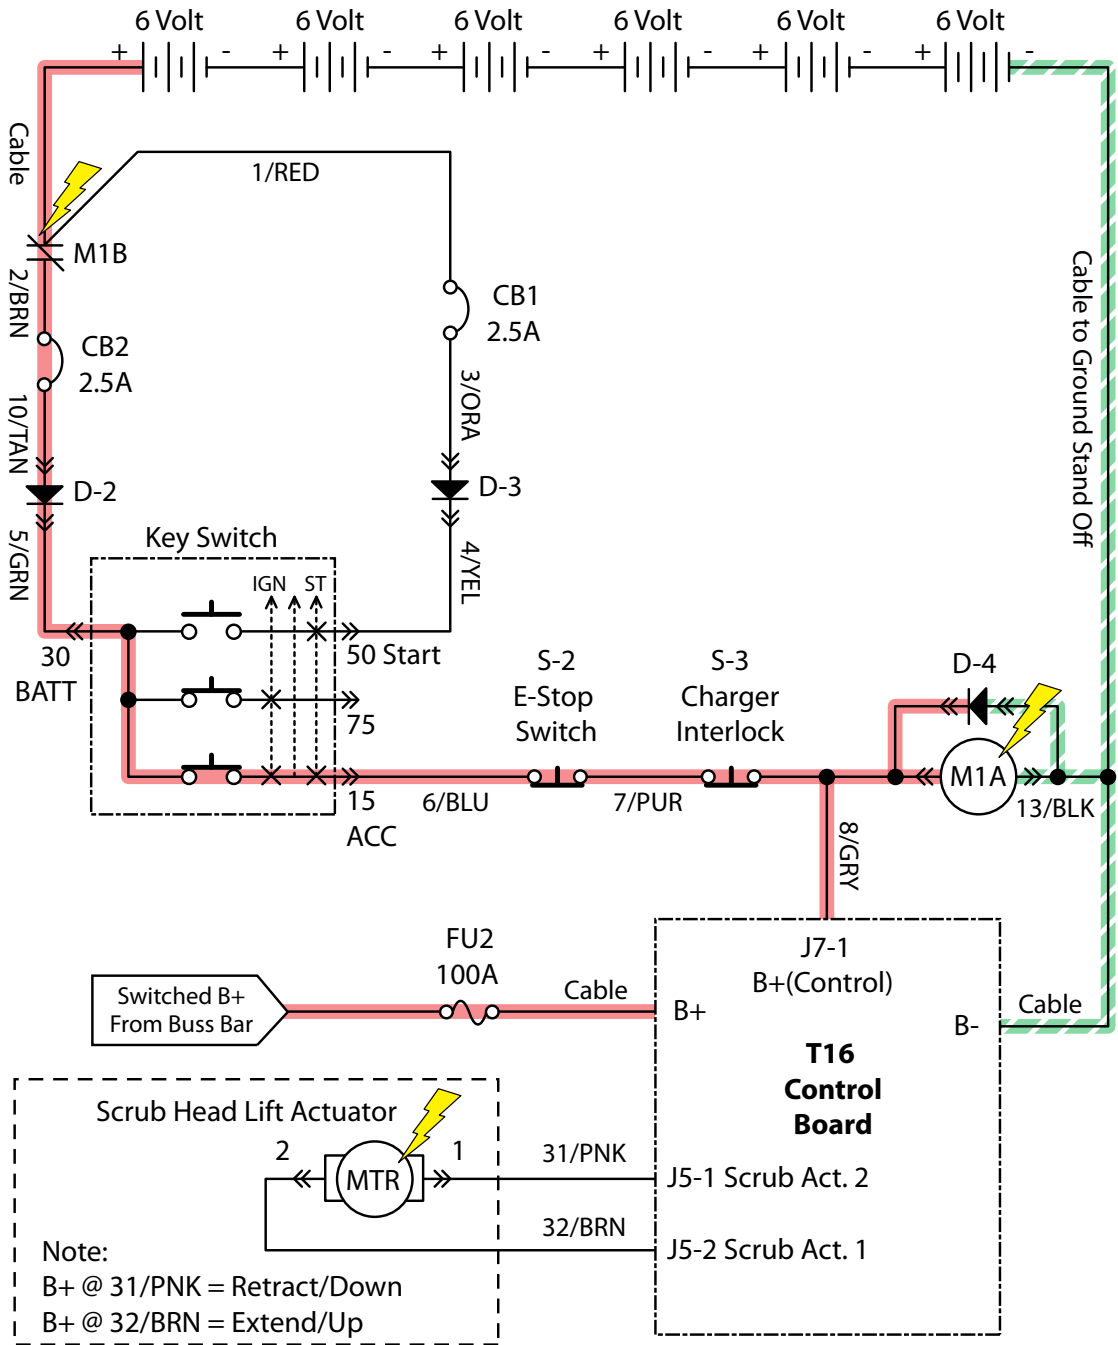 6 Volt 6 Volt 6 Volt 6 Volt 6 Volt 6 Volt
+ - + - + - + - + - + -
Cable
1/RED
M1B
2/BRN
CB2
2.5A
CB1
2.5A
10/TAN
3/ORA
D-2
D-3
5/GRN
4/YEL
Cable to Ground Stand Off
Key Switch
IGN ST
30
BATT
50 Start
75
15
ACC
6/BLU
S-2
E-Stop
Switch
7/PUR
S-3
Charger
Interlock
D-4
M1A
13/BLK
8/GRY
FU2
100A
Switched B+
From Buss Bar
Cable
J7-1
B+(Control)
B+
B-
Cable
T16
Control
Board
Scrub Head Lift Actuator
2 MTR 1
31/PNK
J5-1 Scrub Act. 2
32/BRN
J5-2 Scrub Act. 1
Note:
B+ @ 31/PNK = Retract/Down
B+ @ 32/BRN = Extend/Up